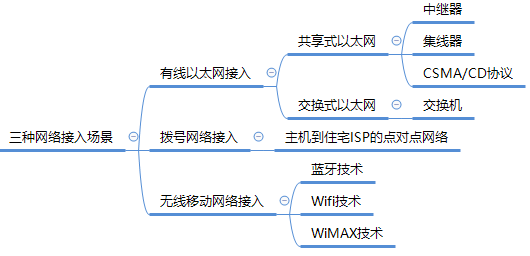 三种网络接入场景
有线以太网接入
共享式以太网
中继器
集线器
CSMA/CD协议
交换式以太网
交换机
拨号网络接入
主机到住宅ISP的点对点网络
无线移动网络接入
蓝牙技术
Wifi技术
WiMAX技术